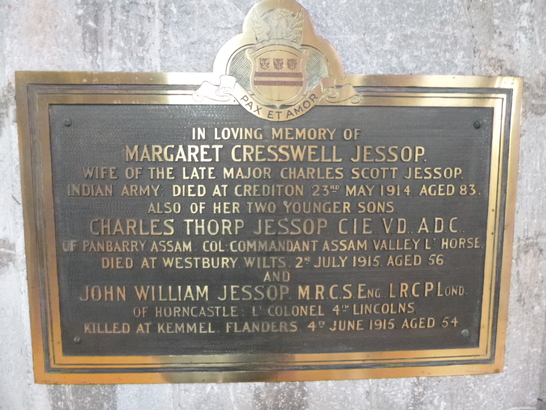 PAX ET AMOR
IN LOVING MEMORY OF
MARGARET CRESSWELL JESSOP.
WIFE OF THE LATE MAJOR CHARLES SCOTT JESSOP.
INDIAN ARMY. DIED AT CREDITON 23RD MAY 1914 AGED 83.
ALSO OF HER TWO YOUNGER SONS
CHARLES THORP JESSOP C.I.E V.D., A.D.C.
OF PANBARRY ASSAM. COL: COMMANDANT ASSAM VALLEY LT HORSE.
DIED AT WESTBURY, WILTS. 2ND JULY 1915, AGED 56
AND
JOHN WILLIAM JESSOP. M.R.C.S ENG. L.R.C.P LOND.
OF HORNCASTLE: LT COLONEL 4TH LINCOLNS
KILLED AT KEMMEL. FLANDERS. 4TH JUNE 1915 AGED 54